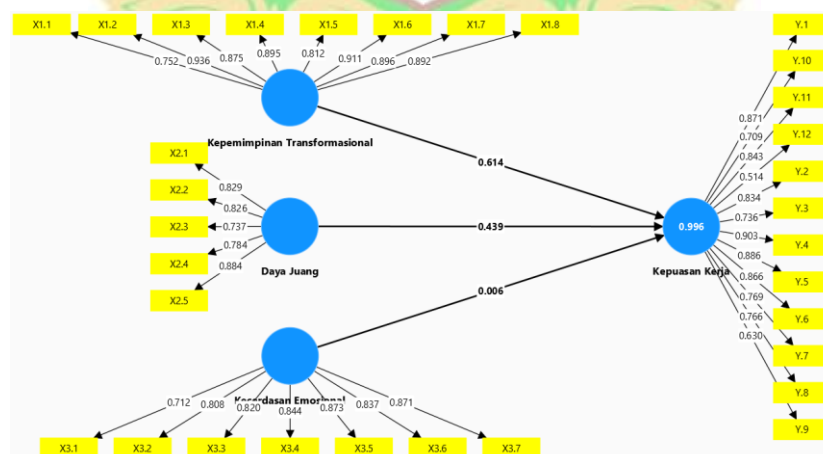 X1.1 X1.2 X1.3 X1.4 X1.5 X1.6 X1.7 X1.8
0.752 0.936 0.875 0.895 0.812 0.911 0.896 0.892
Kepemimpinan Transformasional
X2.1
X2.2
X2.3
X2.4
X2.5
0.829
0.826
0.737
0.784
0.884
Daya Juang
0.614
0.439
0.006
0.996
Kepuasan Kerja
Y.1
Y.10
Y.11
Y.12
Y.2
Y.3
Y.4
Y.5
Y.6
Y.7
Y.8
Y.9
0.871
0.709
0.843
0.514
0.834
0.736
0.903
0.886
0.866
0.769
0.766
0.630
Kecerdasan Emosional
0.712 0.808 0.820 0.844 0.873 0.837 0.871
X3.1 X3.2 X3.3 X3.4 X3.5 X3.6 X3.7